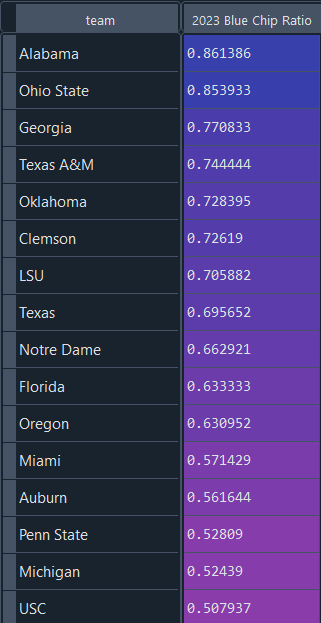 team 2023 Blue Chip Ratio
Alabama 0.861386
Ohio State 0.853933
Georgia 0.770833
Texas A&M 0.744444
Oklahoma 0.728395
Clemson 0.72619
LSU 0.705882
Texas 0.695652
Notre Dame 0.662921
Florida 0.633333
Oregon 0.630952
Miami 0.571429
Auburn 0.561644
Penn State 0.52809
Michigan 0.52439
USC 0.507937